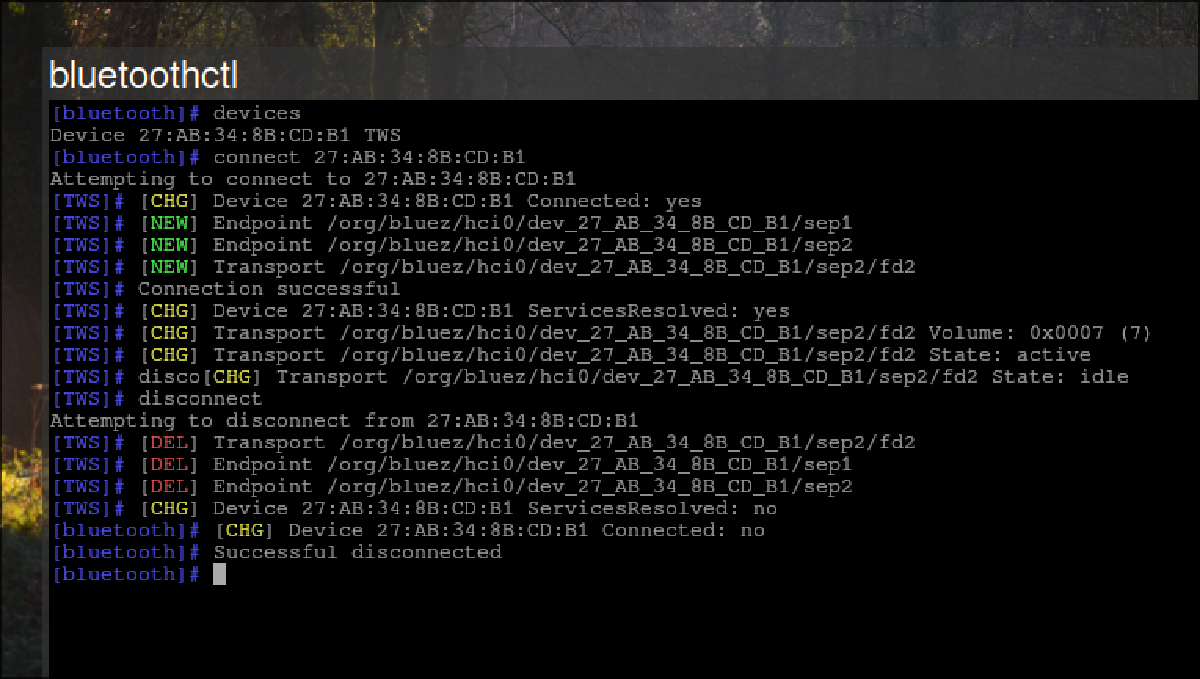 bluetoothctl
[bluetooth]# devices
Device 27:AB:34:8B:CD:B1 TWS
[bluetooth]# connect 27:AB:34:8B:CD:B1
Attempting to connect to 27:AB:34:8B:CD:B1
[TWS]# [CHG] Device 27:AB:34:8B:CD:B1 Connected: yes
[TWS]# [NEW] Endpoint /org/bluez/hci0/dev_27_AB_34_8B_CD_B1/sep1
[TWS]# [NEW] Endpoint /org/bluez/hci0/dev_27_AB_34_8B_CD_B1/sep2
[TWS]# [NEW] Transport /org/bluez/hci0/dev_27_AB_34_8B_CD_B1/sep2/fd2
[TWS]# Connection successful
[TWS]# [CHG] Device 27:AB:34:8B:CD:B1 ServicesResolved: yes
[TWS]# [CHG] Transport /org/bluez/hci0/dev_27_AB_34_8B_CD_B1/sep2/fd2 Volume: 0x0007 (7)
[TWS]# [CHG] Transport /org/bluez/hci0/dev_27_AB_34_8B_CD_B1/sep2/fd2 State: active
[TWS]# disco[CHG] Transport /org/bluez/hci0/dev_27_AB_34_8B_CD_B1/sep2/fd2 State: idle
[TWS]# disconnect
Attempting to disconnect from 27:AB:34:8B:CD:B1
[TWS]# [DEL] Transport /org/bluez/hci0/dev_27_AB_34_8B_CD_B1/sep2/fd2
[TWS]# [DEL] Endpoint /org/bluez/hci0/dev_27_AB_34_8B_CD_B1/sep1
[TWS]# [DEL] Endpoint /org/bluez/hci0/dev_27_AB_34_8B_CD_B1/sep2
[TWS]# [CHG] Device 27:AB:34:8B:CD:B1 ServicesResolved: no
[bluetooth]# [CHG] Device 27:AB:34:8B:CD:B1 Connected: no
[bluetooth]# Successful disconnected
[bluetooth]#